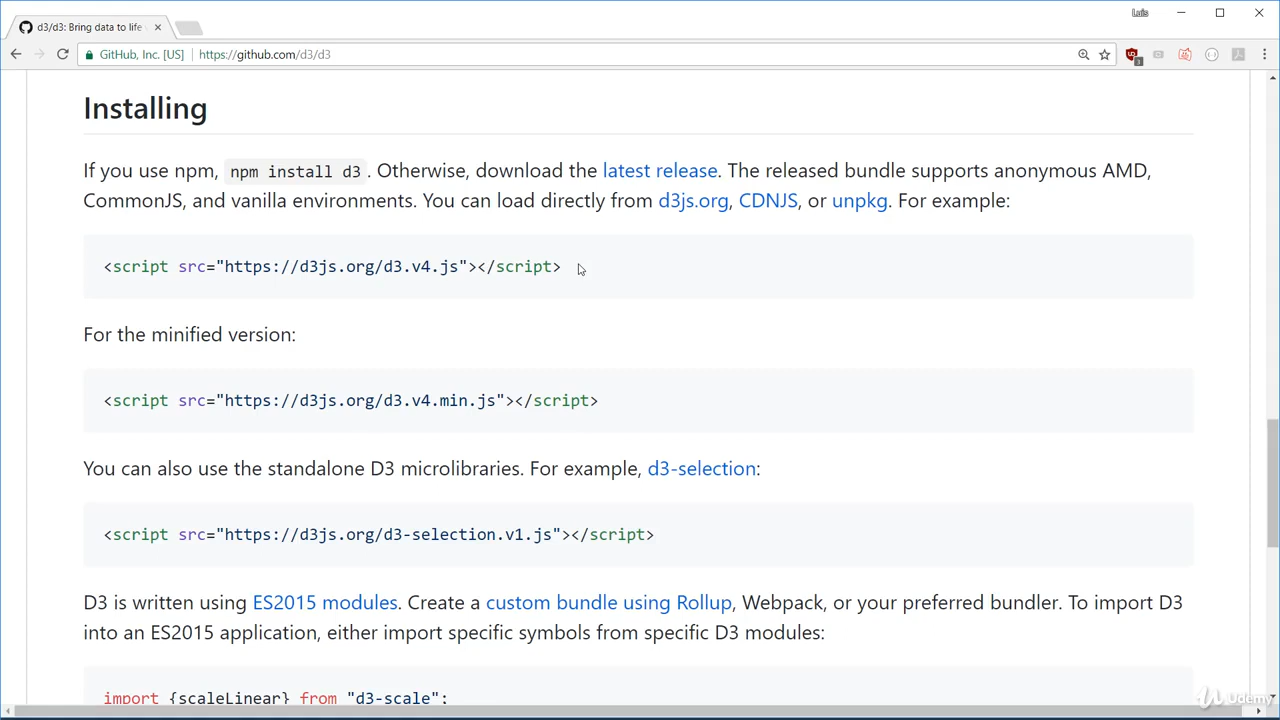 Luis
d3/d3: Bring data to life
GitHub, Inc. [US]
https://github.com/d3/d3
3
Installing
If you use npm, npm install d3. Otherwise, download the latest release. The released bundle supports anonymous AMD,
CommonJS, and vanilla environments. You can load directly from d3js.org, CDNJS, or unpkg. For example:
<script src="https://d3js.org/d3.v4.js"></script>
For the minified version:
<script src="https://d3js.org/d3.v4.min.js"></script>
You can also use the standalone D3 microlibraries. For example, d3-selection:
<script src="https://d3js.org/d3-selection.v1.js"></script>
D3 is written using ES2015 modules. Create a custom bundle using Rollup, Webpack, or your preferred bundler. To import D3
into an ES2015 application, either import specific symbols from specific D3 modules:
import {scaleLinear} from "d3-scale";
Udemy